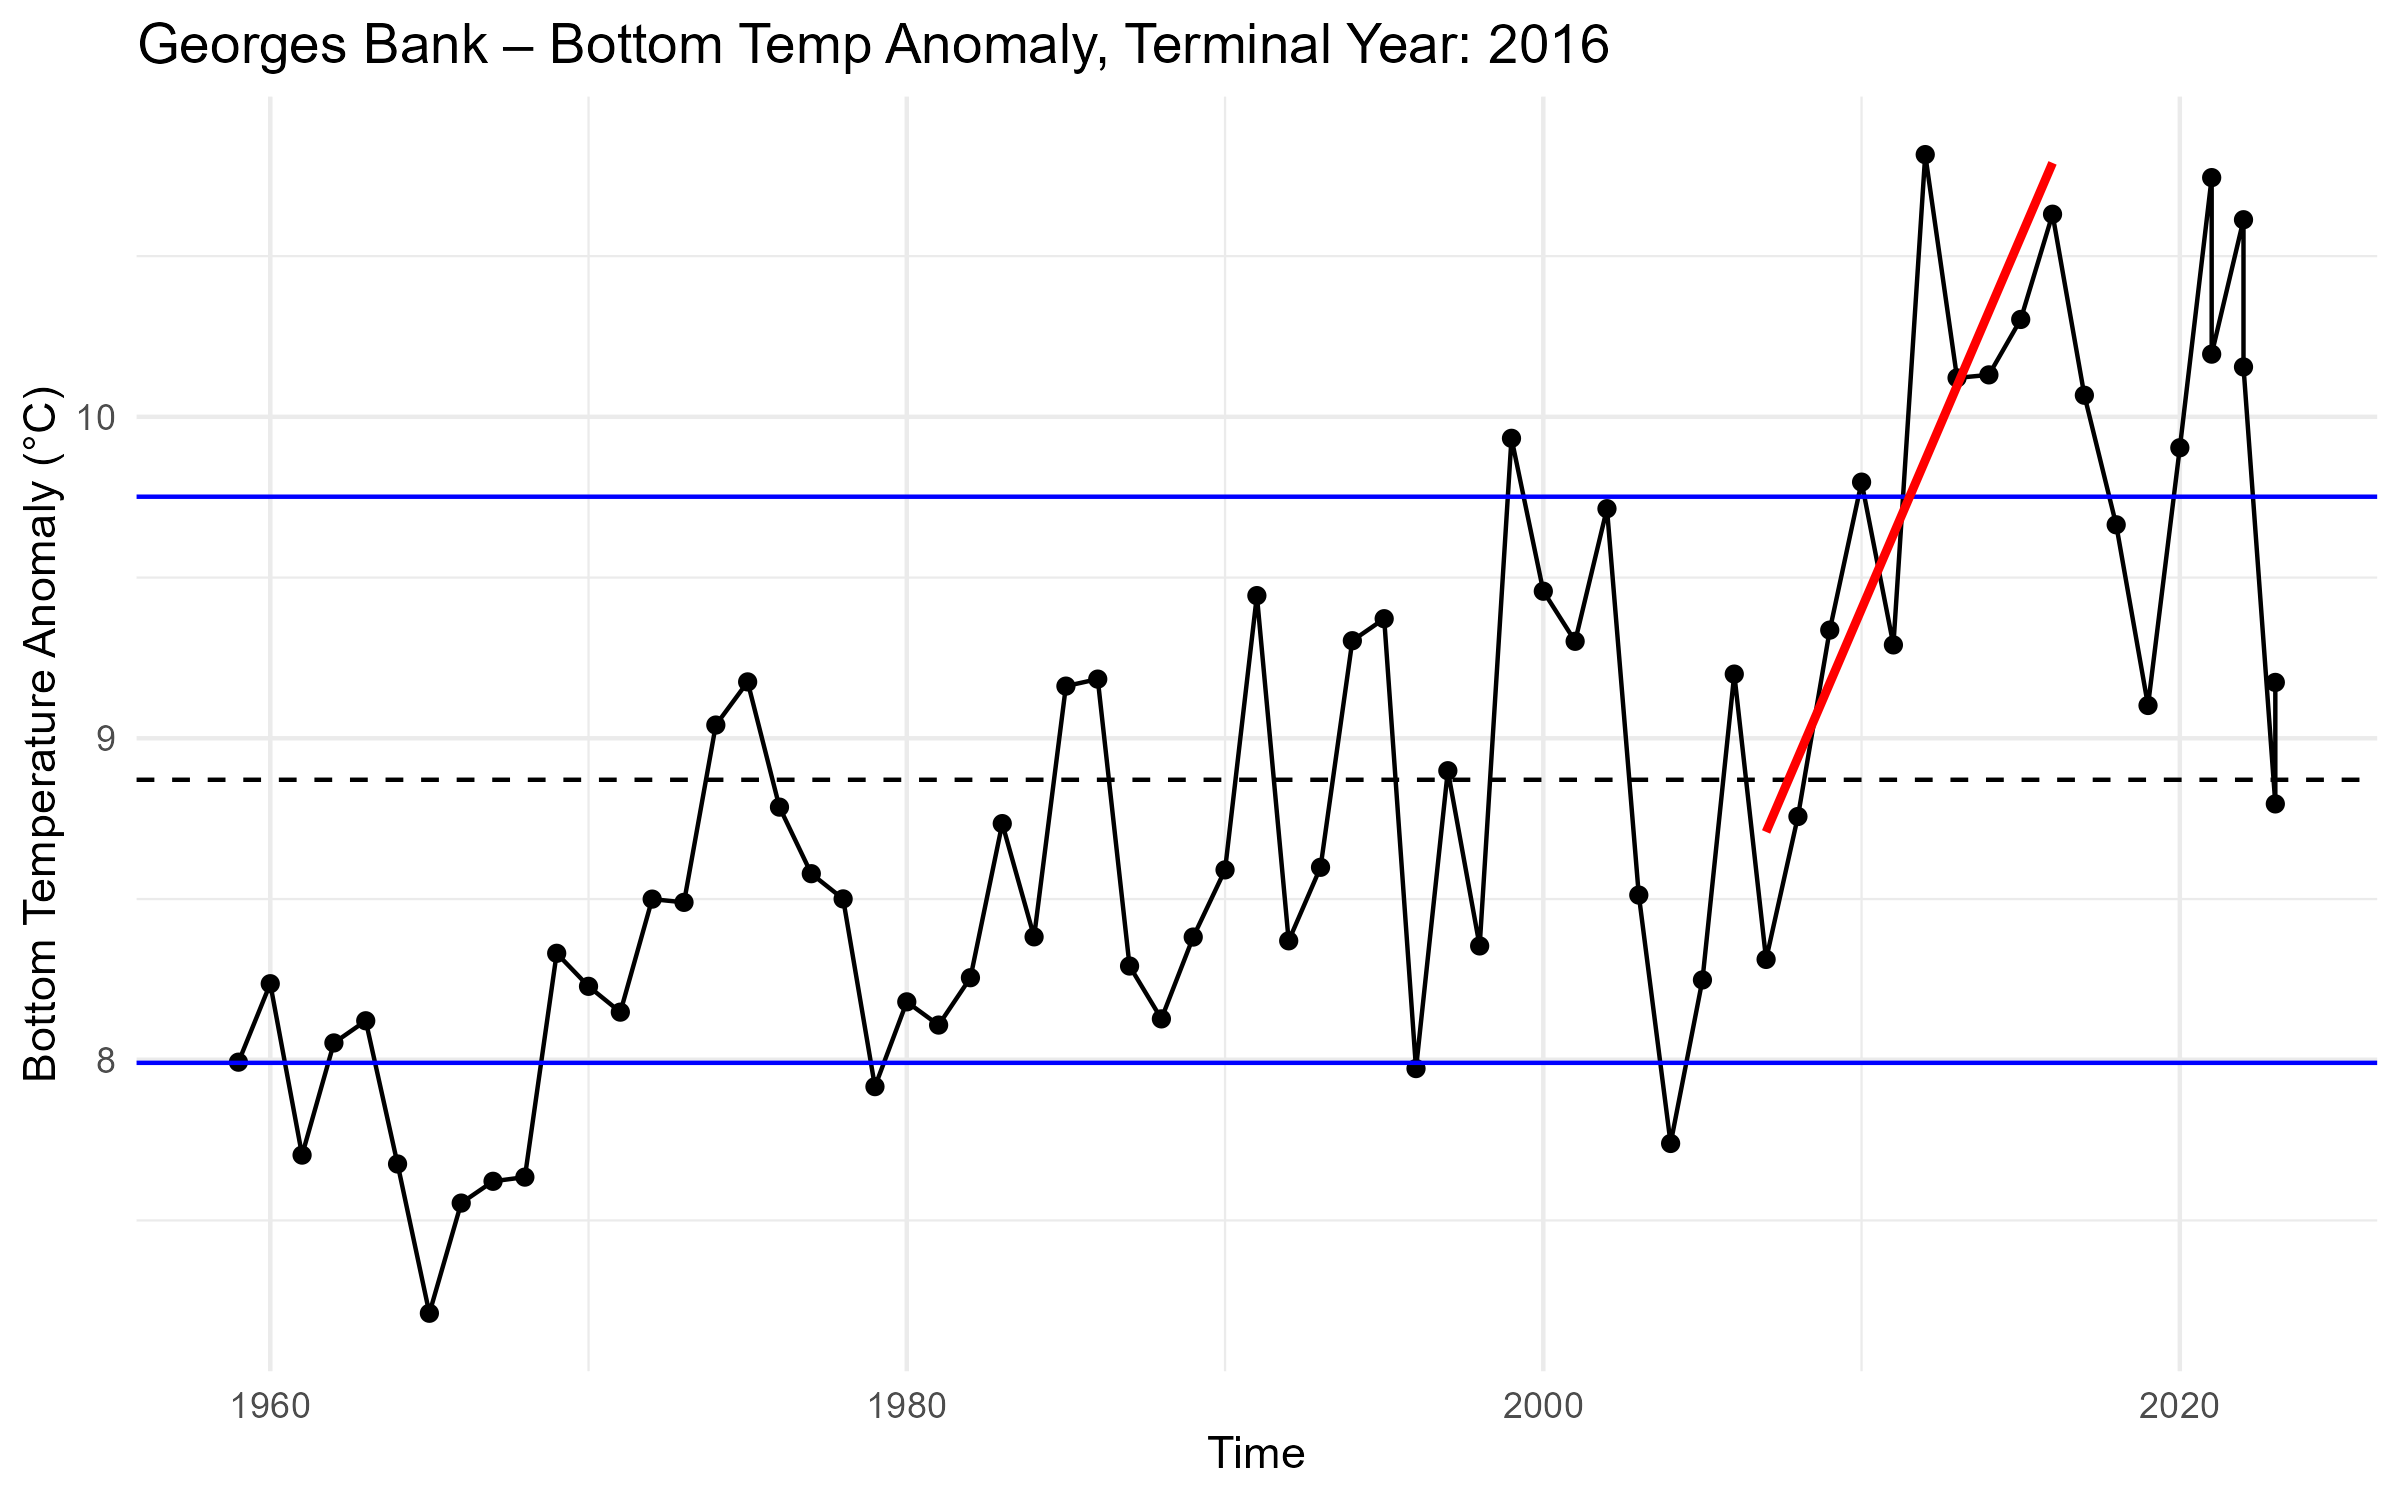 Georges Bank – Bottom Temp Anomaly, Terminal Year: 2016
Bottom Temperature Anomaly (°C)
10
9
8
1960
1980
2000
2020
Time